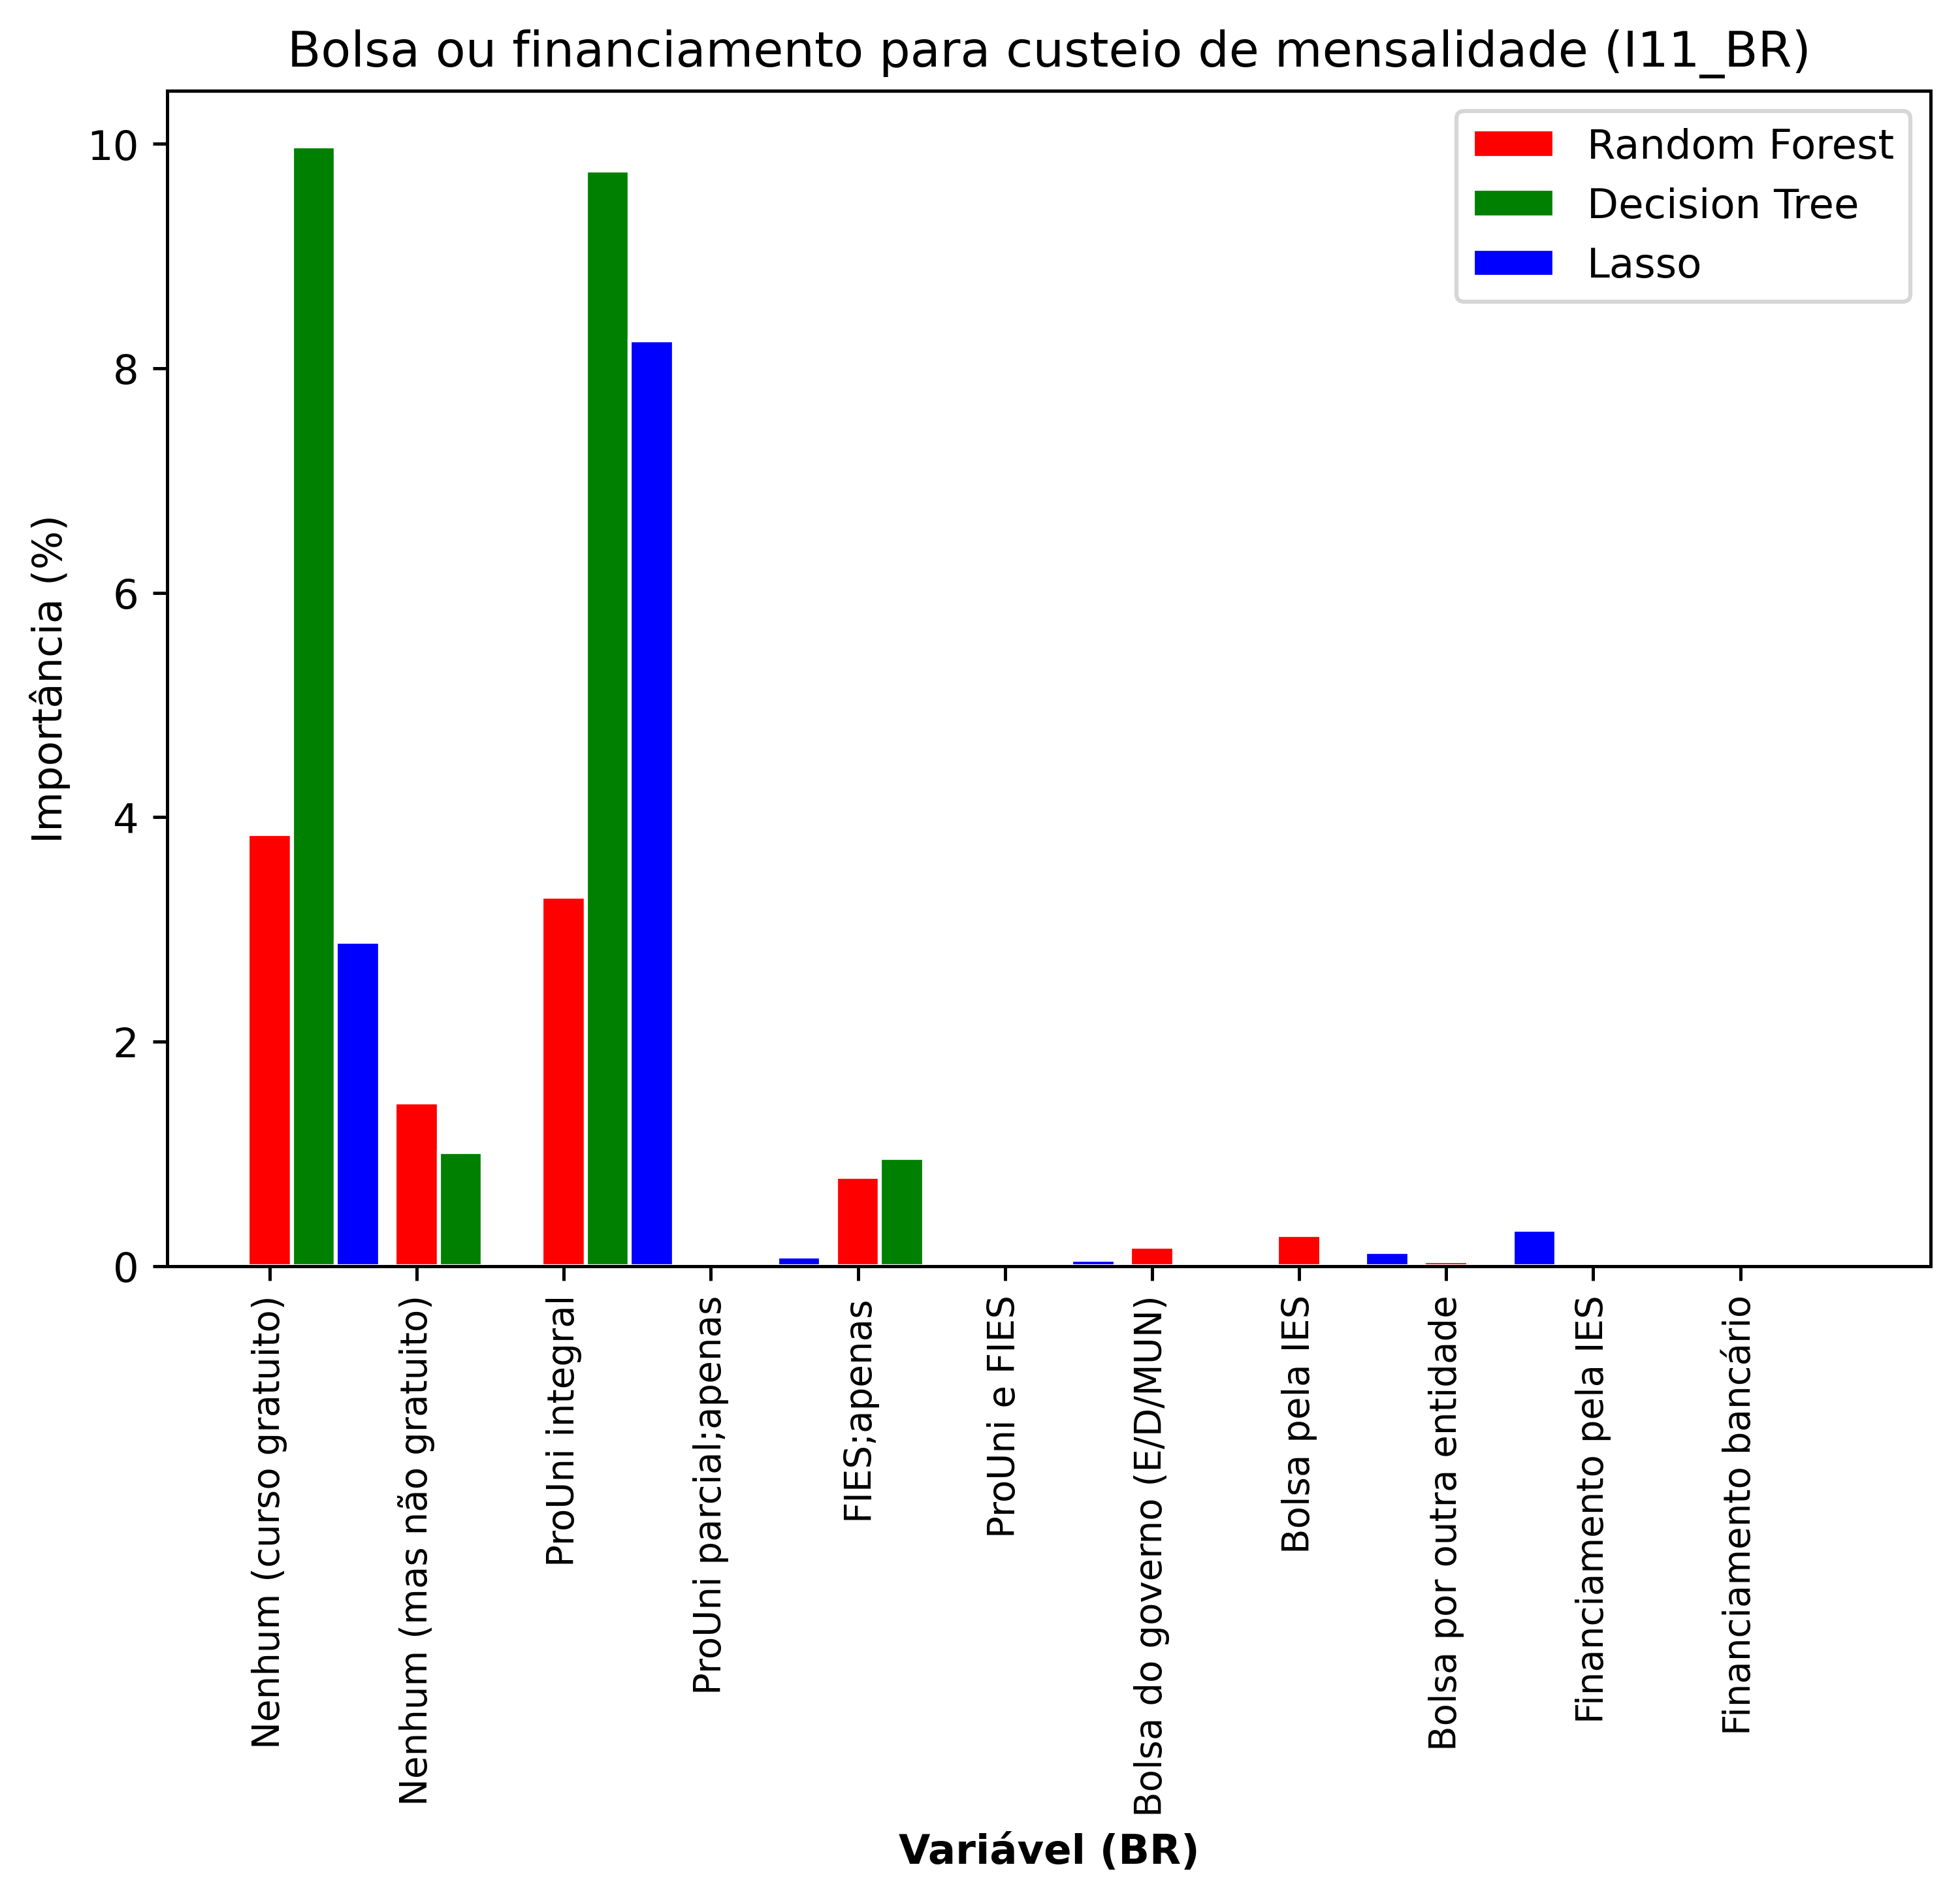 Bolsa ou financiamento para custeio de mensalidade (I11_BR)
Random Forest
Decision Tree
Lasso
Importância (%)
10
8
6
4
2
0
Nenhum (curso gratuito)
Nenhum (mas não gratuito)
ProUni integral
ProUni parcial;apenas
FIES;apenas
ProUni e FIES
Bolsa do governo (E/D/MUN)
Bolsa pela IES
Bolsa por outra entidade
Financiamento pela IES
Financiamento bancário
Variável (BR)